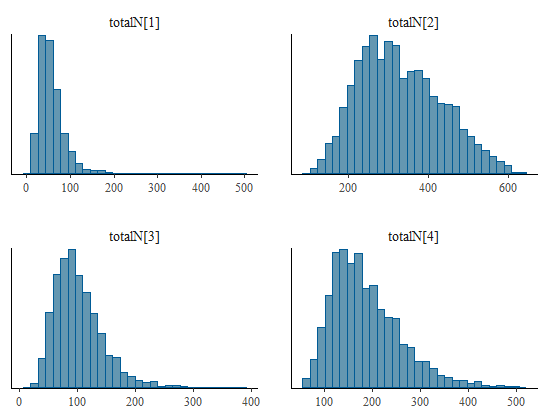 totalN[1]
totalN[2]
0 100 200 300 400 500
200 400 600
totalN[3]
totalN[4]
0 100 200 300 400
100 200 300 400 500